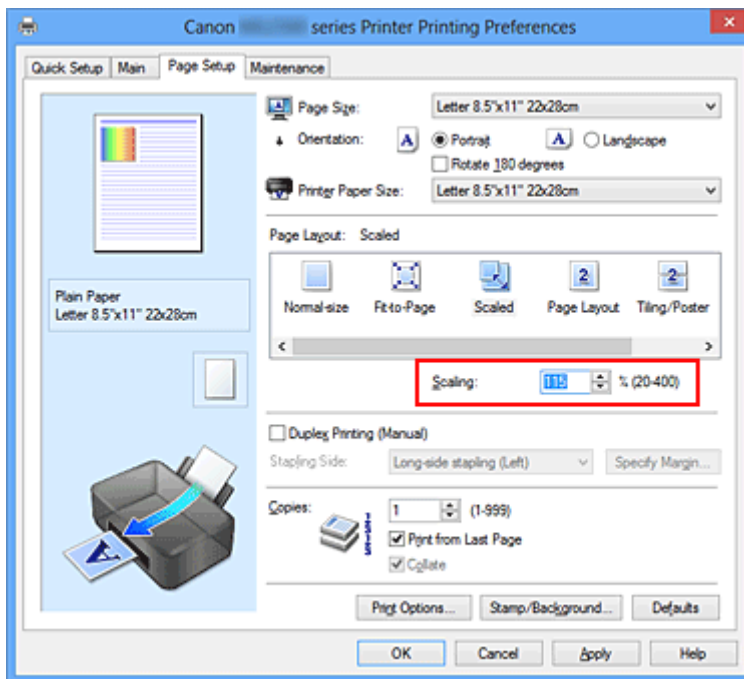 Canon series Printer Printing Preferences
Quick Setup Main Page Setup Maintenance
Page Size: Letter 8.5"x11" 22x28cm
Orientation: A Portrait A Landscape
Rotate 180 degrees
Printer Paper Size: Letter 8.5"x11" 22x28cm
Page Layout: Scaled
Normal-size Fit-to-Page Scaled Page Layout Tiling/Poster
Plain Paper
Letter 8.5"x11" 22x28cm
Scaling: 115 % (20-400)
Duplex Printing (Manual)
Stapling Side: Long-side stapling (Left) Specify Margin...
Copies: 1 (1-999)
Print from Last Page
Collate
Print Options... Stamp/Background... Defaults
OK Cancel Apply Help